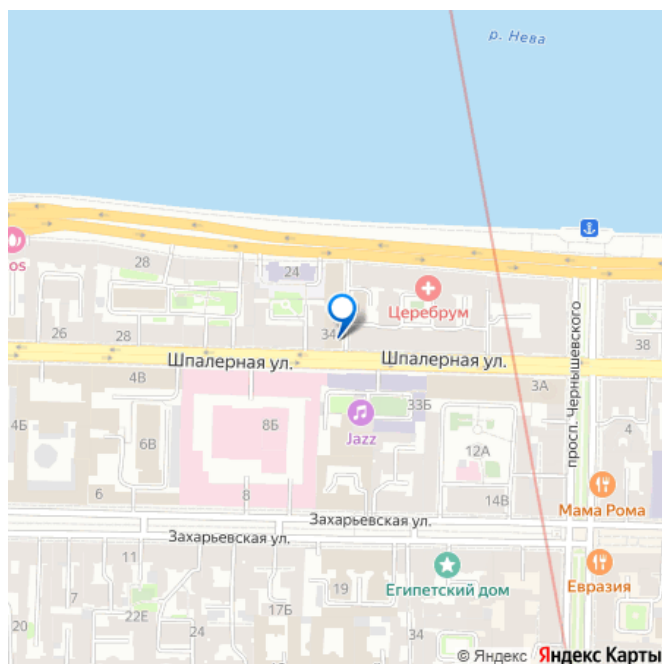 р. Нева
os
28
24
Церебрум
34
26
28
Шпалерная ул.
Шпалерная ул.
38
просп. Чернышевского
4В
3А
33Б
4Б
8Б
Jazz
6В
12А
4
6
8
14В
Мама Рома
Захарьевская ул.
Захарьевская ул.
11
19
Египетский дом
Евразия
17Б
22Е
20
24
34
34
© Яндекс Яндекс Карты